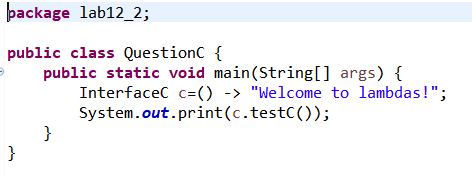 package lab12_2;
public class QuestionC {
public static void main(String[] args) {
InterfaceC c=() -> "Welcome to lambdas!";
System.out.print(c.testC());
}
}